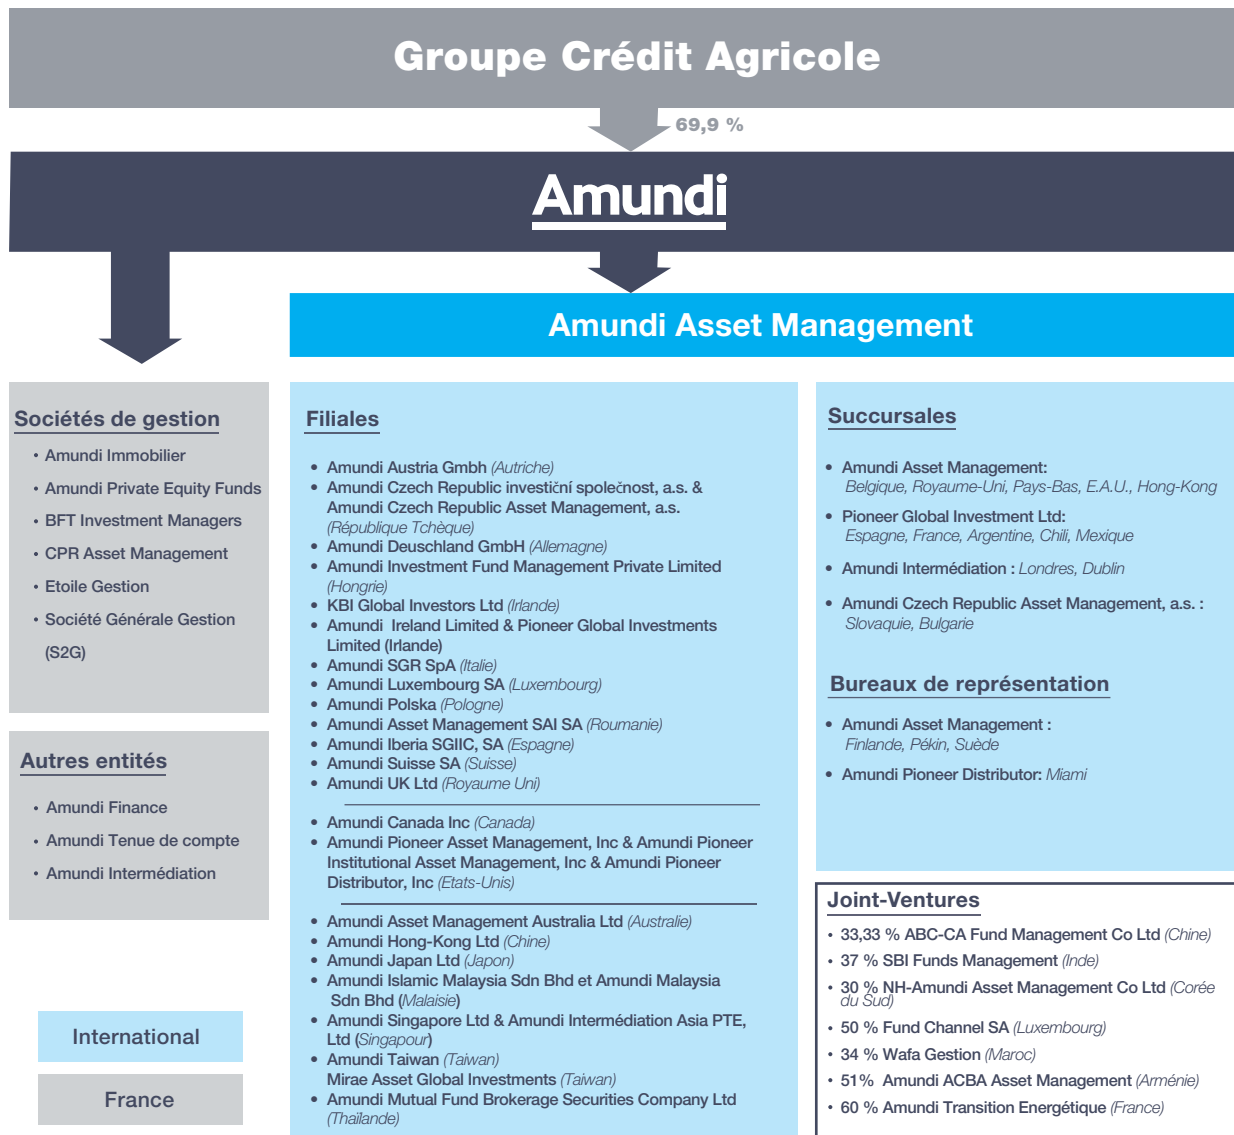 Groupe Crédit Agricole
69,9 %
Amundi
Amundi Asset Management
Sociétés de gestion
• Amundi Immobilier
• Amundi Private Equity Funds
• BFT Investment Managers
• CPR Asset Management
• Etoile Gestion
• Société Générale Gestion
(S2G)
Autres entités
• Amundi Finance
• Amundi Tenue de compte
• Amundi Intermédiation
International
France
Filiales
• Amundi Austria Gmbh (Autriche)
• Amundi Czech Republic investiční společnost, a.s. &
Amundi Czech Republic Asset Management, a.s.
(République Tchèque)
• Amundi Deuschland GmbH (Allemagne)
• Amundi Investment Fund Management Private Limited
(Hongrie)
• KBI Global Investors Ltd (Irlande)
• Amundi Ireland Limited & Pioneer Global Investments
Limited (Irlande)
• Amundi SGR SpA (Italie)
• Amundi Luxembourg SA (Luxembourg)
• Amundi Polska (Pologne)
• Amundi Asset Management SAI SA (Roumanie)
• Amundi Iberia SGIIC, SA (Espagne)
• Amundi Suisse SA (Suisse)
• Amundi UK Ltd (Royaume Uni)
• Amundi Canada Inc (Canada)
• Amundi Pioneer Asset Management, Inc & Amundi Pioneer
Institutional Asset Management, Inc & Amundi Pioneer
Distributor, Inc (Etats-Unis)
• Amundi Asset Management Australia Ltd (Australie)
• Amundi Hong-Kong Ltd (Chine)
• Amundi Japan Ltd (Japon)
• Amundi Islamic Malaysia Sdn Bhd et Amundi Malaysia
Sdn Bhd (Malaisie)
• Amundi Singapore Ltd & Amundi Intermédiation Asia PTE,
Ltd (Singapour)
• Amundi Taiwan (Taiwan)
Mirae Asset Global Investments (Taiwan)
• Amundi Mutual Fund Brokerage Securities Company Ltd
(Thaïlande)
Succursales
• Amundi Asset Management:
Belgique, Royaume-Uni, Pays-Bas, E.A.U., Hong-Kong
• Pioneer Global Investment Ltd:
Espagne, France, Argentine, Chili, Mexique
• Amundi Intermédiation : Londres, Dublin
• Amundi Czech Republic Asset Management, a.s. :
Slovaquie, Bulgarie
Bureaux de représentation
• Amundi Asset Management :
Finlande, Pékin, Suède
• Amundi Pioneer Distributor: Miami
Joint-Ventures
• 33,33 % ABC-CA Fund Management Co Ltd (Chine)
• 37 % SBI Funds Management (Inde)
• 30 % NH-Amundi Asset Management Co Ltd (Corée
du Sud)
• 50 % Fund Channel SA (Luxembourg)
• 34 % Wafa Gestion (Maroc)
• 51% Amundi ACBA Asset Management (Arménie)
• 60 % Amundi Transition Energétique (France)